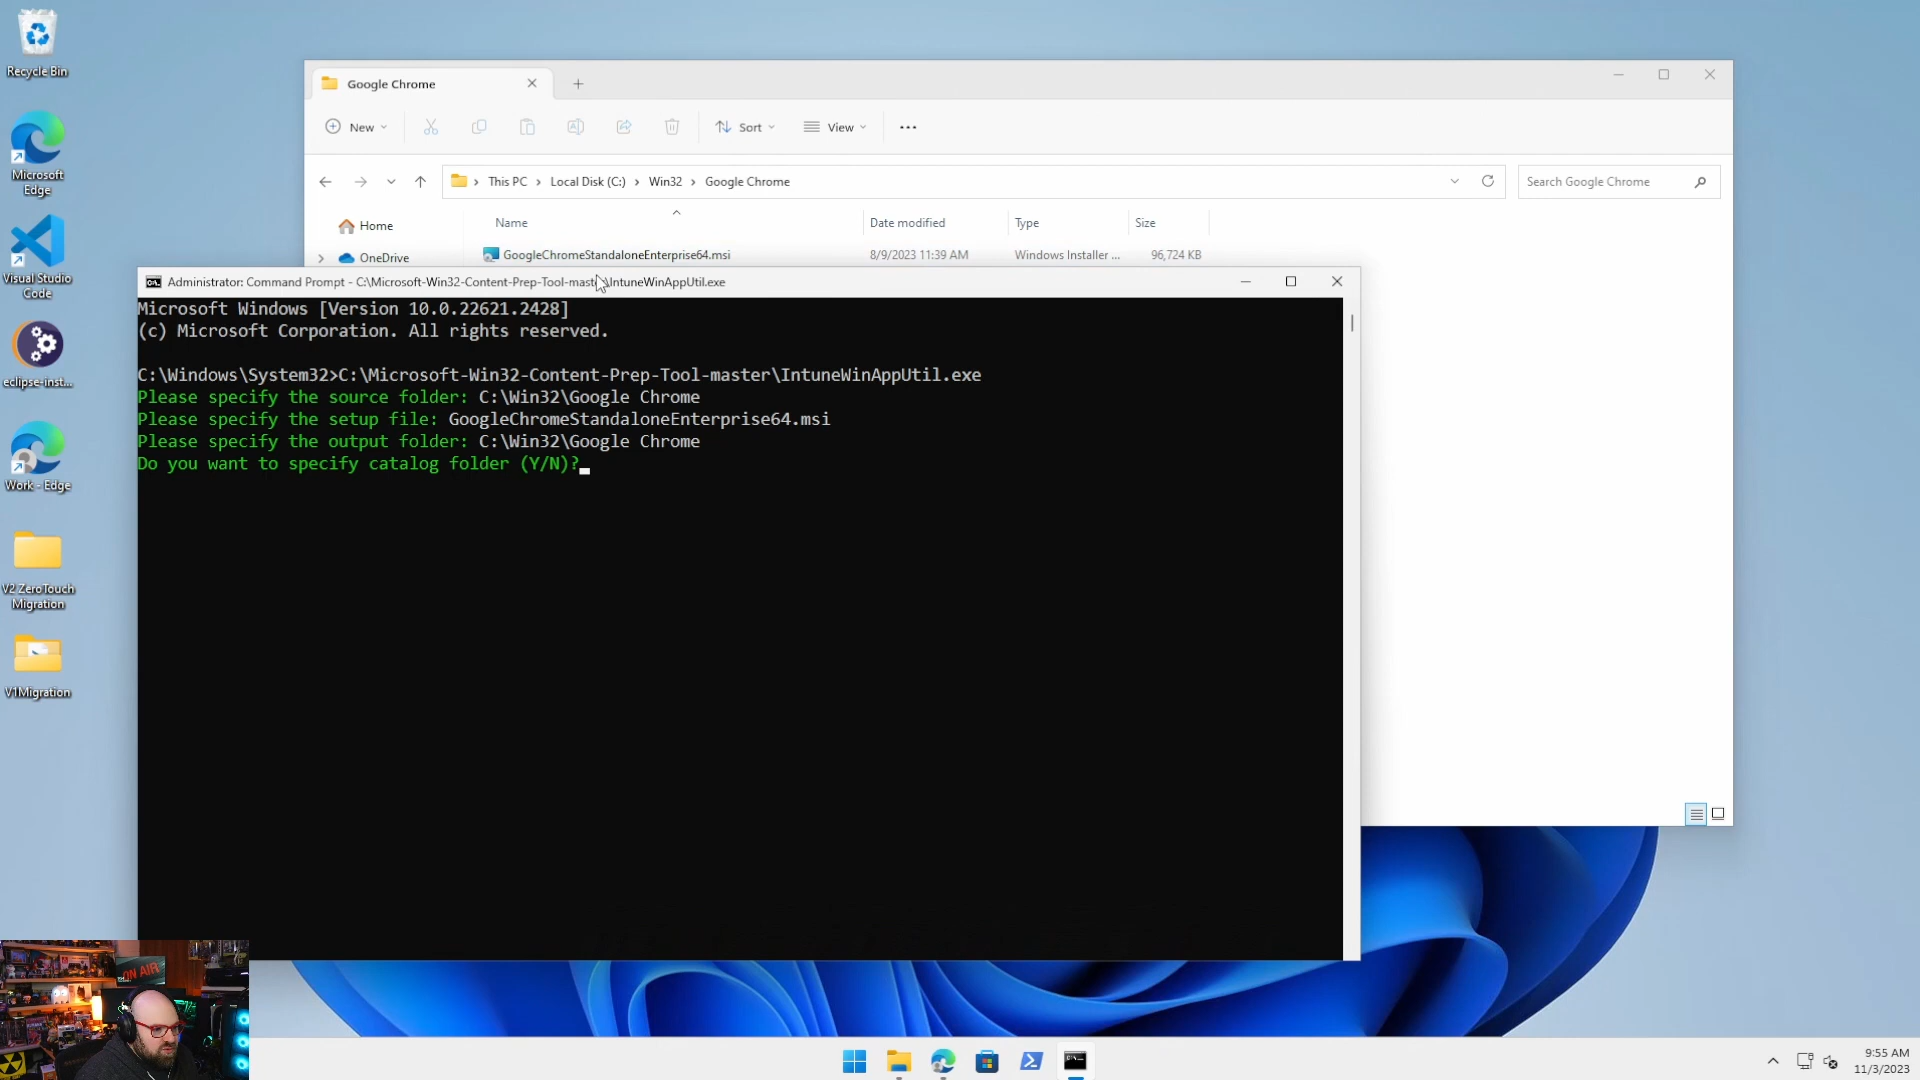 Recycle Bin
Microsoft
Edge
Visual Studio
Code
eclipse-inst...
Work - Edge
V2 ZeroTouch
Migration
V1Migration
Google Chrome
New
Sort
View
This PC > Local Disk (C:) > Win32 > Google Chrome
Search Google Chrome
Home
OneDrive
Name
Date modified
Type
Size
GoogleChromeStandaloneEnterprise64.msi
8/9/2023 11:39 AM
Windows Installer ...
96,724 KB
Administrator: Command Prompt - C:\Microsoft-Win32-Content-Prep-Tool-master\IntuneWinAppUtil.exe
Microsoft Windows [Version 10.0.22621.2428]
(c) Microsoft Corporation. All rights reserved.
C:\Windows\System32>C:\Microsoft-Win32-Content-Prep-Tool-master\IntuneWinAppUtil.exe
Please specify the source folder: C:\Win32\Google Chrome
Please specify the setup file: GoogleChromeStandaloneEnterprise64.msi
Please specify the output folder: C:\Win32\Google Chrome
Do you want to specify catalog folder (Y/N)?
ON AIR
9:55 AM
11/3/2023